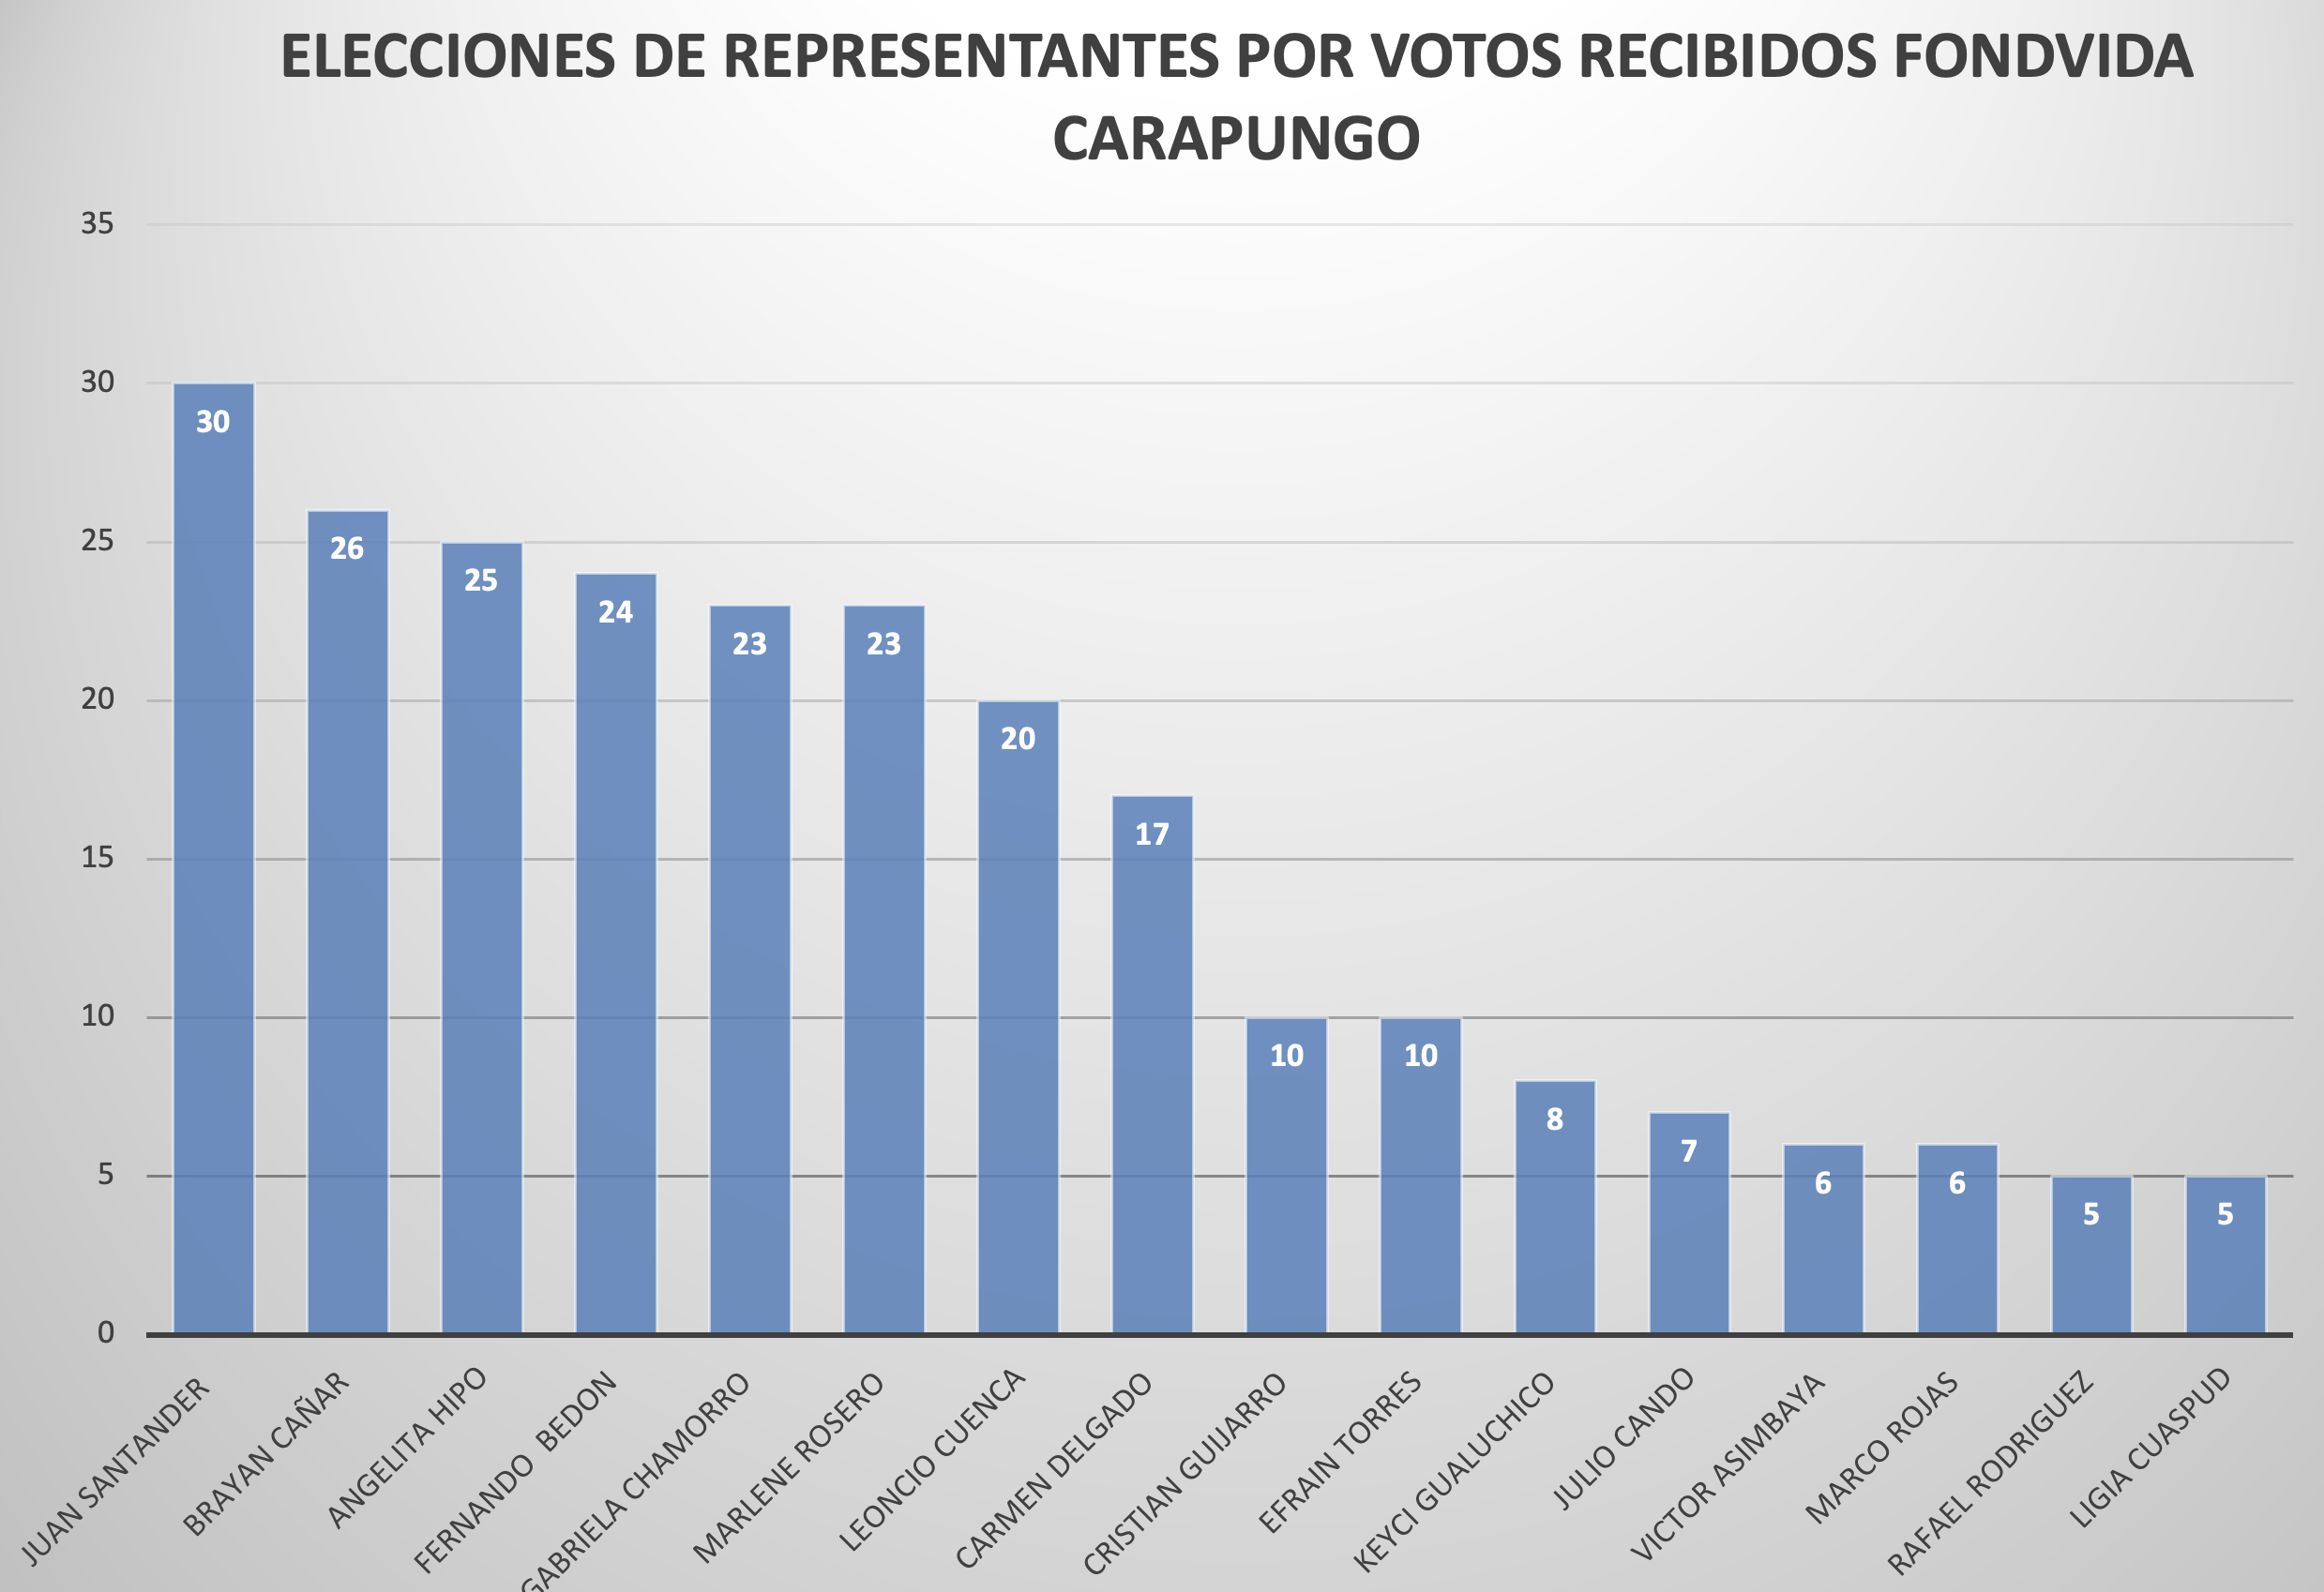 ELECCIONES DE REPRESENTANTES POR VOTOS RECIBIDOS FONDVIDA
CARAPUNGO
35
30
25
20
15
10
5
0
30
26
25
24
23
23
20
17
10
10
8
7
6
6
5
5
JUAN SANTANDER
BRAYAN CAÑAR
ANGELITA HIPO
FERNANDO  BEDON
GABRIELA CHAMORRO
MARLENE ROSERO
LEONCIO CUENCA
CARMEN DELGADO
CRISTIAN GUIJARRO
EFRAIN TORRES
KEYCI GUALUCHICO
JULIO CANDO
VICTOR ASIMBAYA
MARCO ROJAS
RAFAEL RODRIGUEZ
LIGIA CUASPUD